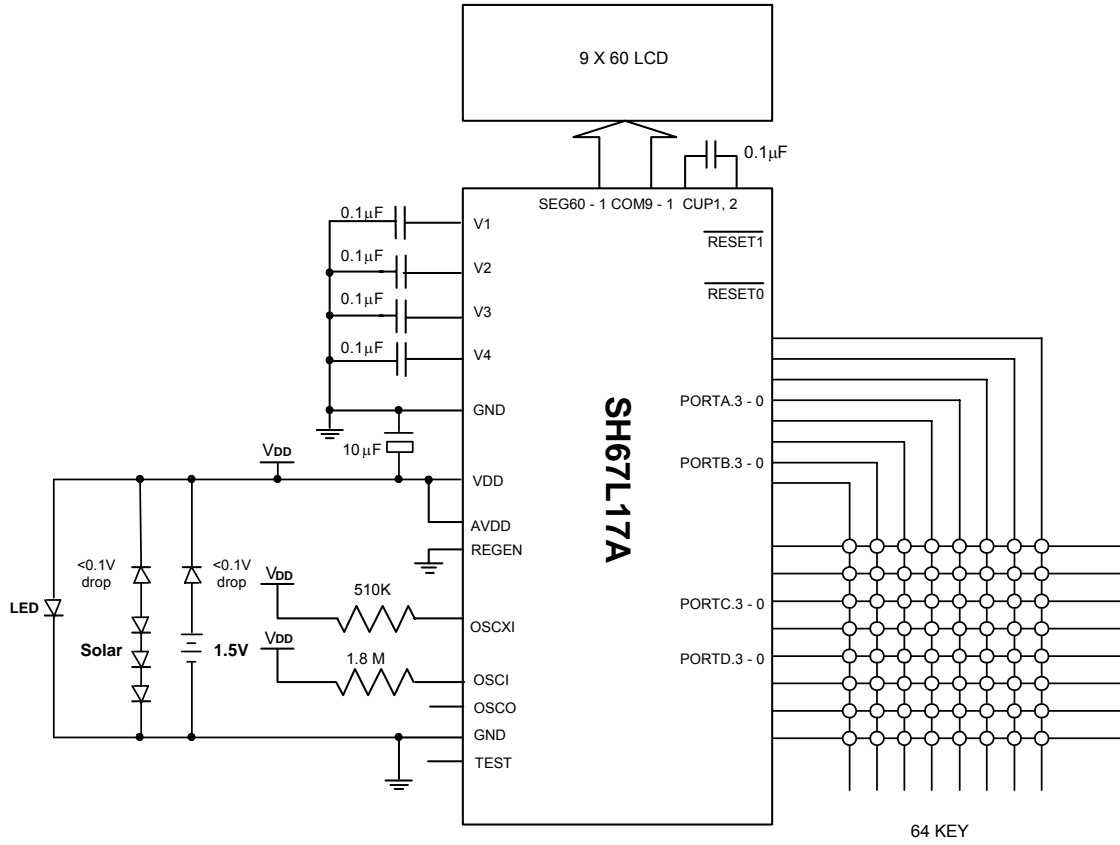 9 X 60 LCD
0.1μF
SEG60 - 1 COM9 - 1 CUP1, 2
0.1μF
V1
RESET1
0.1μF
V2
RESET0
0.1μF
V3
0.1μF
V4
SH67L17A
PORTA.3 - 0
GND
10μF
VDD
PORTB.3 - 0
VDD
AVDD
REGEN
<0.1V
drop
<0.1V
drop
VDD
510K
LED
OSCXI
PORTC.3 - 0
Solar
1.5V
VDD
1.8 M
PORTD.3 - 0
OSCI
OSCO
GND
TEST
64 KEY